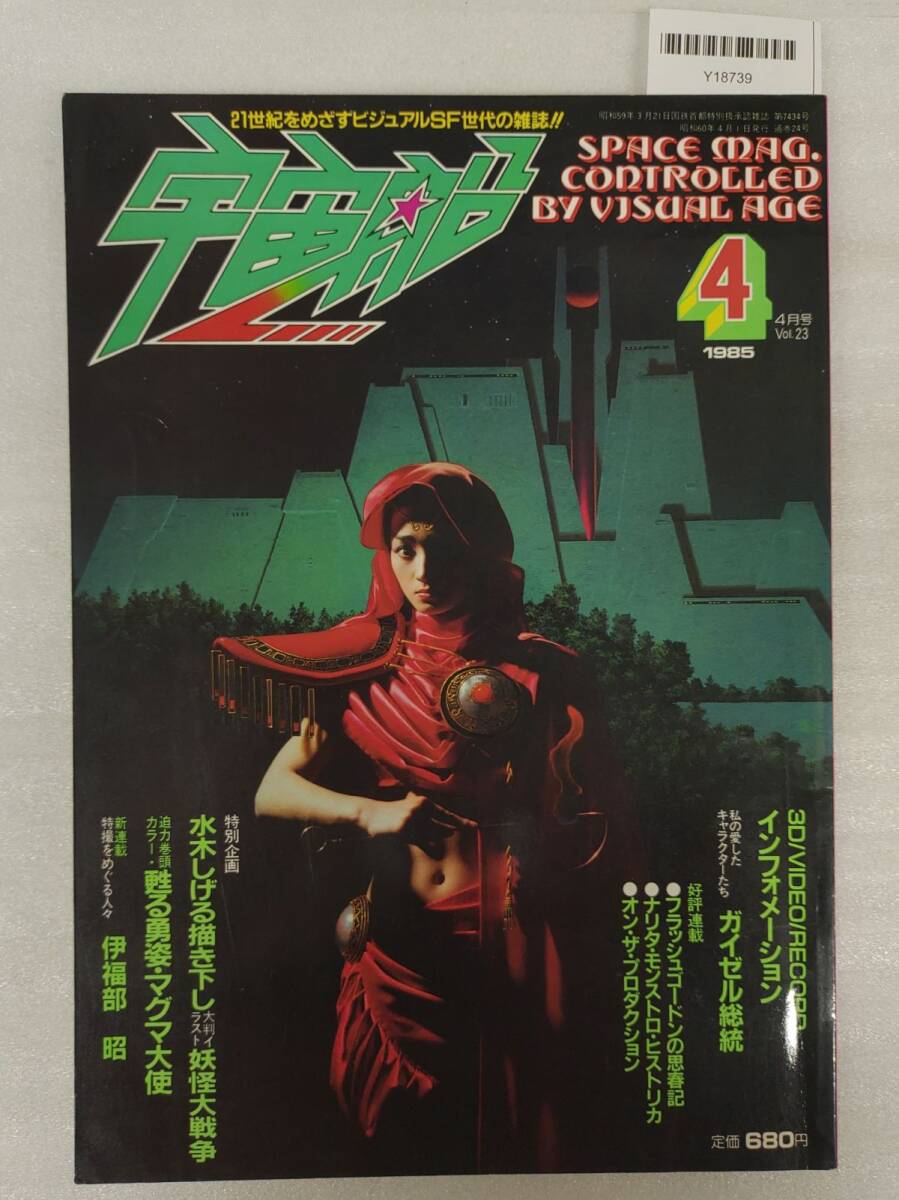 Y18739
21世紀をめざすビジュアルSF世代の雑誌!!
昭和59年3月21日国鉄首都特別扱承認雑誌 第7434号
昭和60年4月1日発行 通巻24号
宇宙船
SPACE MAG.
CONTROLLED
BY VISUAL AGE
4
4月号
Vol.23
1985
3D/VIDEO/RECORD
インフォメーション
私の愛した
キャラクターたち
ガイゼル総統
好評連載
●フラッシュゴードンの思春記
●ナリタ・モンストロ・ヒストリカ
●オン・ザ・プロダクション
特別企画
水木しげる描き下し大判イラスト妖怪大戦争
迫力巻頭
カラー・甦る勇姿・マグマ大使
新連載
特撮をめぐる人々
伊福部 昭
定価 680円